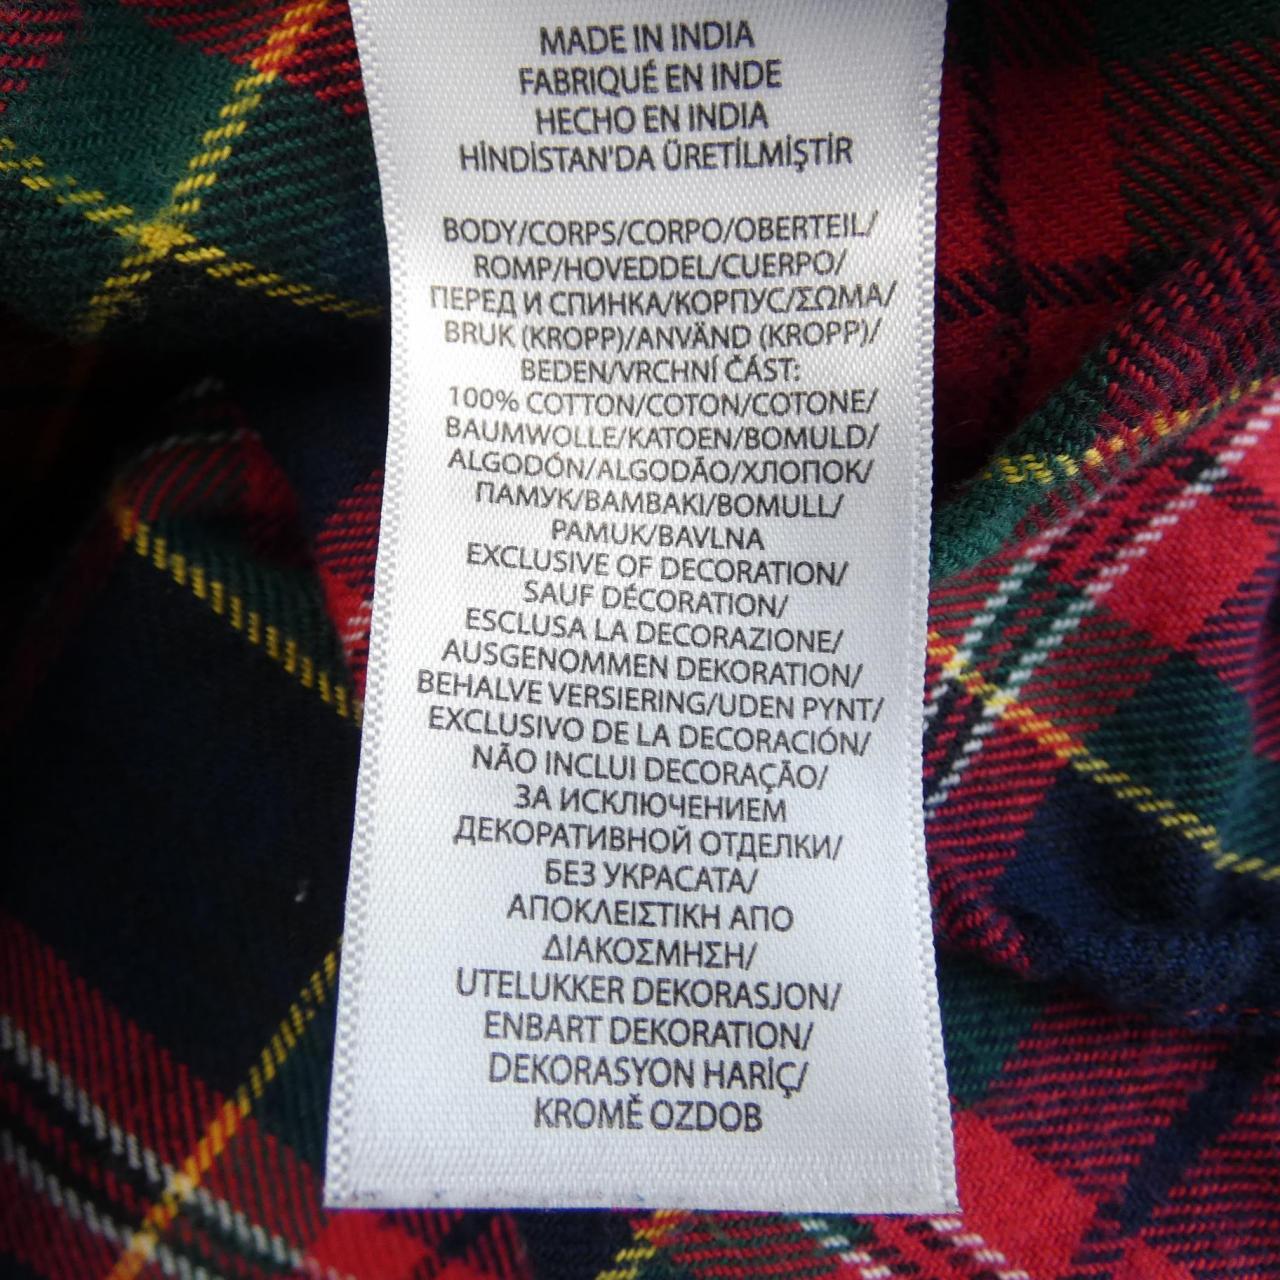 MADE IN INDIA
FABRIQUÉ EN INDE
HECHO EN INDIA
HİNDİSTAN'DA ÜRETİLMİŞTİR
BODY/CORPS/CORPO/OBERTEIL/
ROMP/HOVEDDEL/CUERPO/
ПЕРЕД И СПИНКА/КОРПУС/ΣΩΜΑ/
BRUK (KROPP)/ANVÄND (KROPP)/
BEDEN/VRCHNÍ ČÁST:
100% COTTON/COTON/COTONE/
BAUMWOLLE/KATOEN/BOMULD/
ALGODÓN/ALGODÃO/ХЛОПОК/
ПАМУК/ΒΑΜΒΑΚΙ/BOMULL/
PAMUK/BAVLNA
EXCLUSIVE OF DECORATION/
SAUF DÉCORATION/
ESCLUSA LA DECORAZIONE/
AUSGENOMMEN DEKORATION/
BEHALVE VERSIERING/UDEN PYNT/
EXCLUSIVO DE LA DECORACIÓN/
NÃO INCLUI DECORAÇÃO/
ЗА ИСКЛЮЧЕНИЕМ
ДЕКОРАТИВНОЙ ОТДЕЛКИ/
БЕЗ УКРАСАТА/
ΑΠΟΚΛΕΙΣΤΙΚΗ ΑΠΟ
ΔΙΑΚΟΣΜΗΣΗ/
UTELUKKER DEKORASJON/
ENBART DEKORATION/
DEKORASYON HARİÇ/
KROMĚ OZDOB